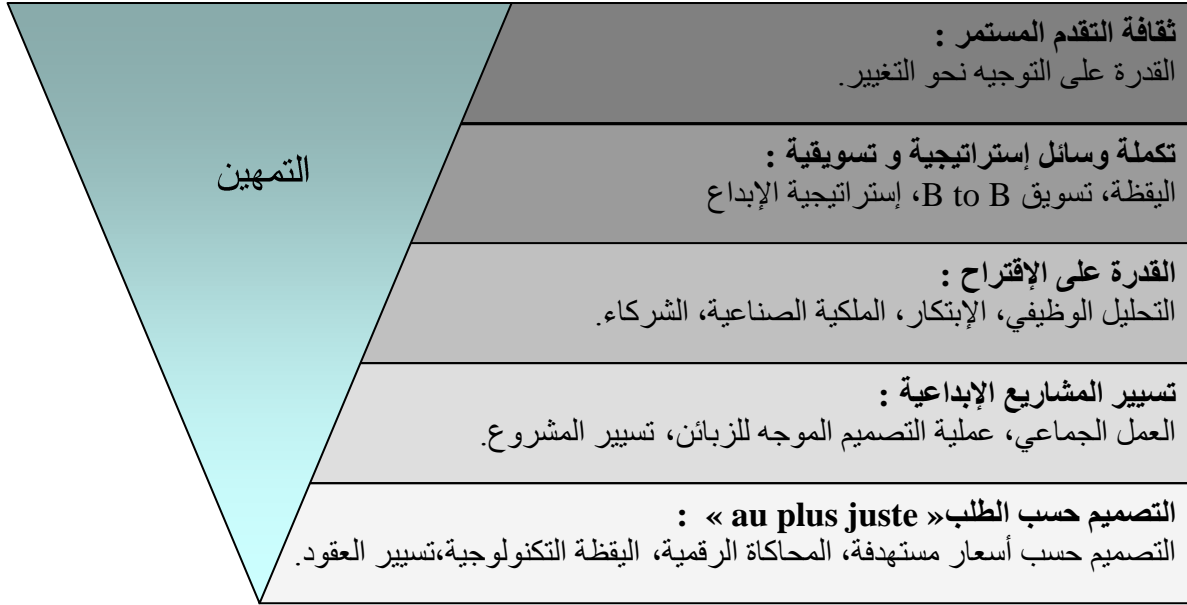 ثقافة التقدم المستمر :
القدرة على التوجيه نحو التغيير.
التمهين
تكملة وسائل إستراتيجية و تسويقية :
اليقظة، تسويق B to B، إستراتيجية الإبداع
القدرة على الإقتراح :
التحليل الوظيفي، الإبتكار، الملكية الصناعية، الشركاء.
تسيير المشاريع الإبداعية :
العمل الجماعي، عملية التصميم الموجه للزبائن، تسيير المشروع.
التصميم حسب الطلب« au plus juste » :
التصميم حسب أسعار مستهدفة، المحاكاة الرقمية، اليقظة التكنولوجية،تسيير العقود.